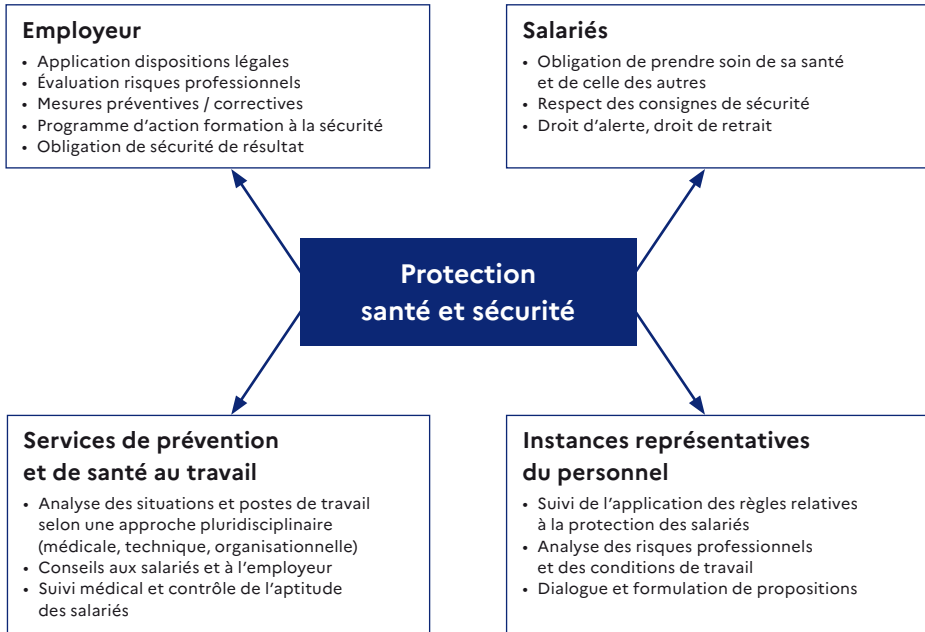 Employeur
• Application dispositions légales
• Évaluation risques professionnels
• Mesures préventives / correctives
• Programme d'action formation à la sécurité
• Obligation de sécurité de résultat
Salariés
• Obligation de prendre soin de sa santé
et de celle des autres
• Respect des consignes de sécurité
• Droit d'alerte, droit de retrait
Protection
santé et sécurité
Services de prévention
et de santé au travail
• Analyse des situations et postes de travail
selon une approche pluridisciplinaire
(médicale, technique, organisationnelle)
• Conseils aux salariés et à l'employeur
• Suivi médical et contrôle de l'aptitude
des salariés
Instances représentatives
du personnel
• Suivi de l'application des règles relatives
à la protection des salariés
• Analyse des risques professionnels
et des conditions de travail
• Dialogue et formulation de propositions